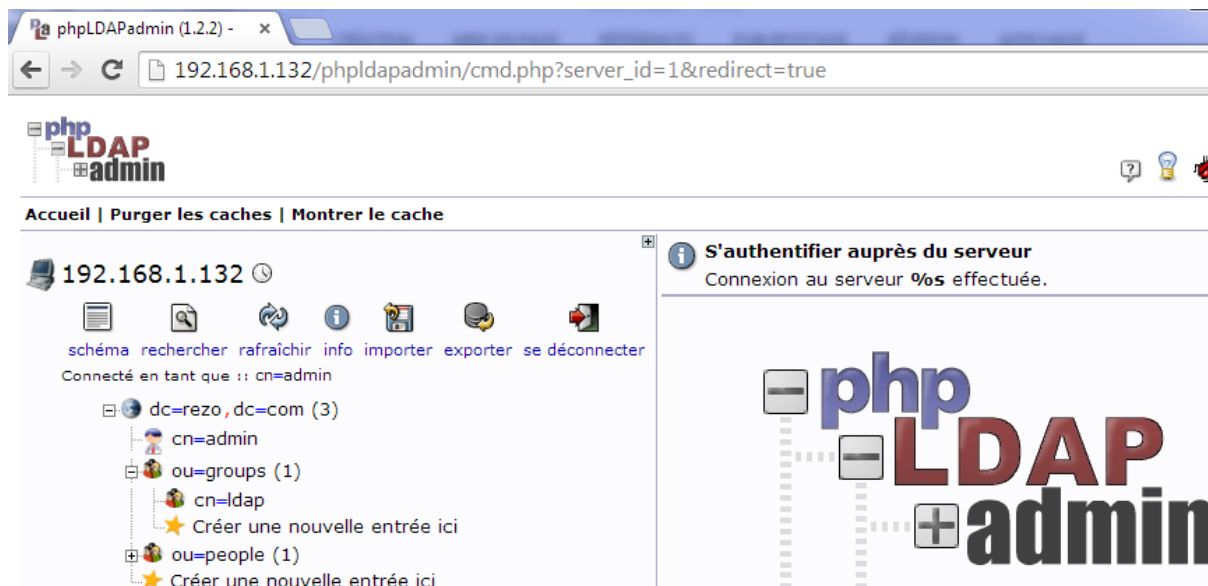 phpLDAPadmin (1.2.2) -
192.168.1.132/phpldapadmin/cmd.php?server_id=1&redirect=true
php
LDAP
admin
Accueil | Purger les caches | Montrer le cache
192.168.1.132
schéma rechercher rafraîchir info importer exporter se déconnecter
Connecté en tant que :: cn=admin
dc=rezo,dc=com (3)
cn=admin
ou=groups (1)
cn=ldap
Créer une nouvelle entrée ici
ou=people (1)
Créer une nouvelle entrée ici
S'authentifier auprès du serveur
Connexion au serveur %s effectuée.
php
LDAP
admin